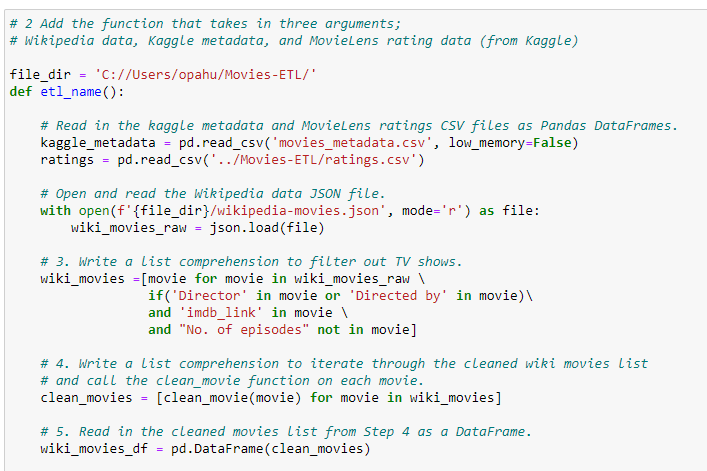 # 2 Add the function that takes in three arguments;
# Wikipedia data, Kaggle metadata, and MovieLens rating data (from Kaggle)
file_dir = 'C://Users/opahu/Movies-ETL/'
def etl_name():
# Read in the kaggle metadata and MovieLens ratings CSV files as Pandas DataFrames.
kaggle_metadata = pd.read_csv('movies_metadata.csv', low_memory=False)
ratings = pd.read_csv('../Movies-ETL/ratings.csv')
# Open and read the Wikipedia data JSON file.
with open(f'{file_dir}/wikipedia-movies.json', mode='r') as file:
wiki_movies_raw = json.load(file)
# 3. Write a list comprehension to filter out TV shows.
wiki_movies =[movie for movie in wiki_movies_raw \
if('Director' in movie or 'Directed by' in movie)\
and 'imdb_link' in movie \
and "No. of episodes" not in movie]
# 4. Write a list comprehension to iterate through the cleaned wiki movies list
# and call the clean_movie function on each movie.
clean_movies = [clean_movie(movie) for movie in wiki_movies]
# 5. Read in the cleaned movies list from Step 4 as a DataFrame.
wiki_movies_df = pd.DataFrame(clean_movies)